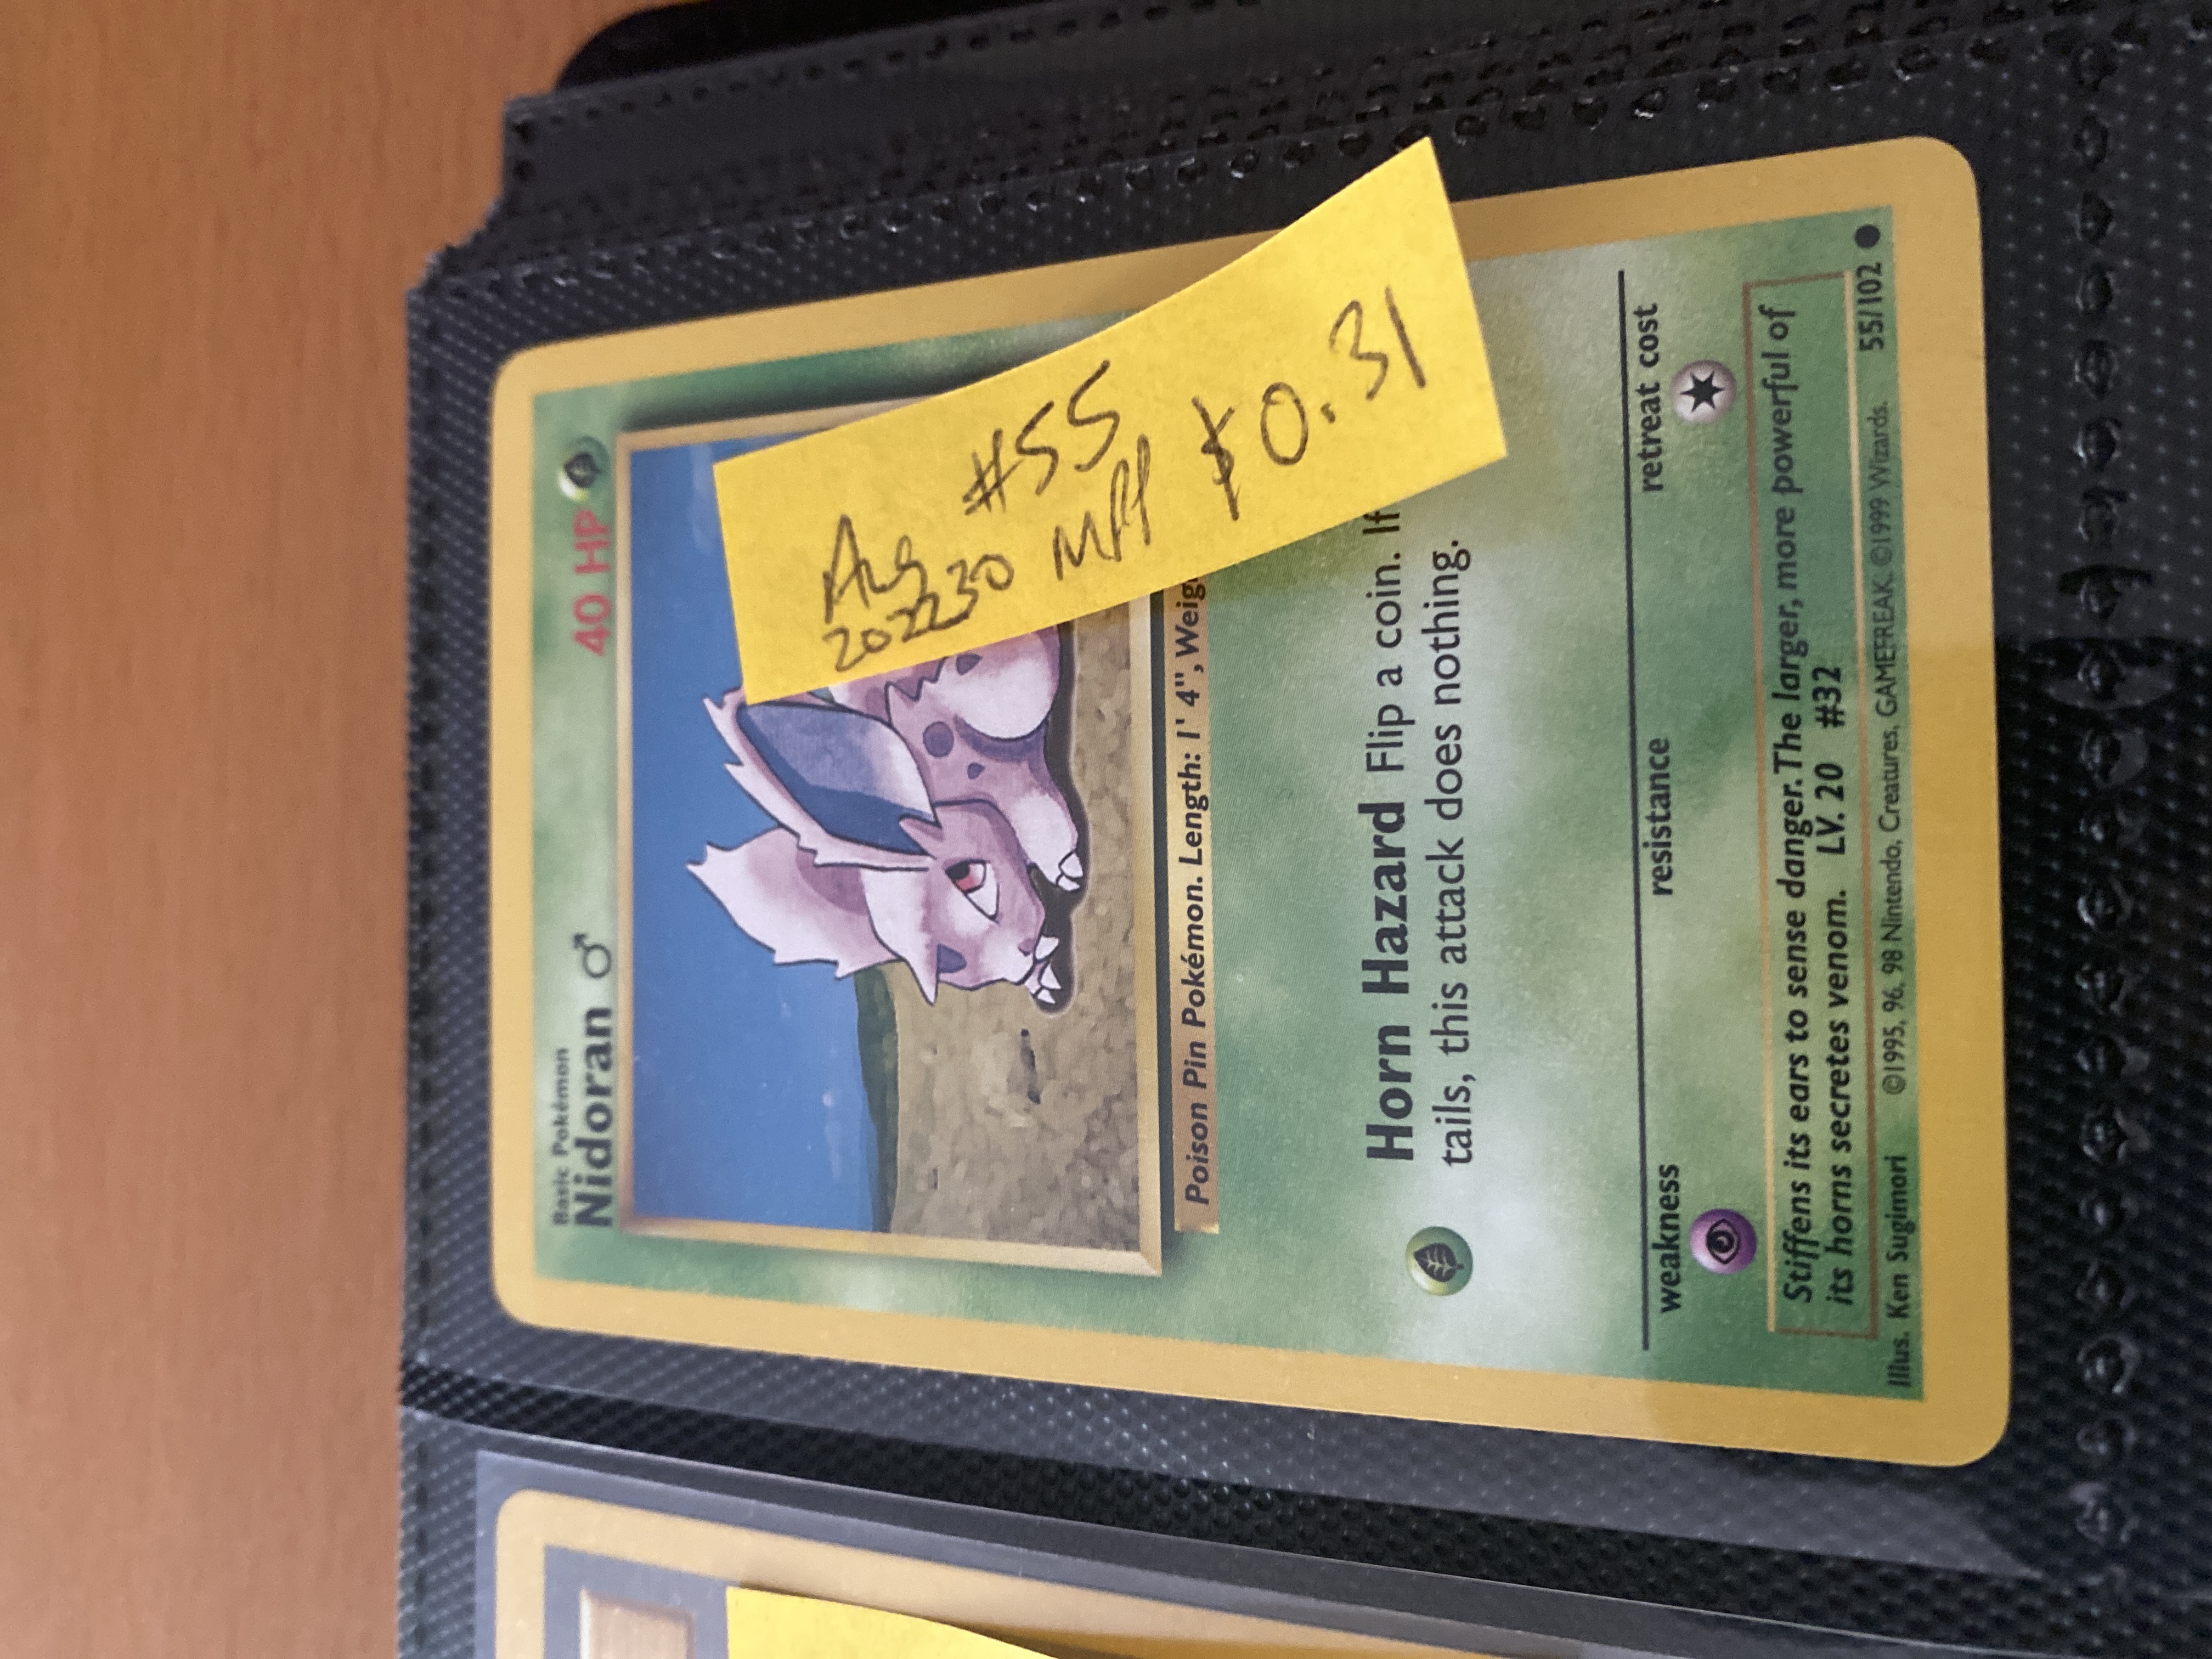 Basic Pokémon
Nidoran ♂ 40 HP
#55
Aug 30 MP
2022 $0.31
Poison Pin Pokémon. Length: 1' 4", Weig
Horn Hazard Flip a coin. If
tails, this attack does nothing.
weakness resistance retreat cost
Stiffens its ears to sense danger. The larger, more powerful of
its horns secretes venom. LV. 20 #32
Illus. Ken Sugimori ©1995, 96, 98 Nintendo, Creatures, GAMEFREAK. ©1999 Wizards. 55/102